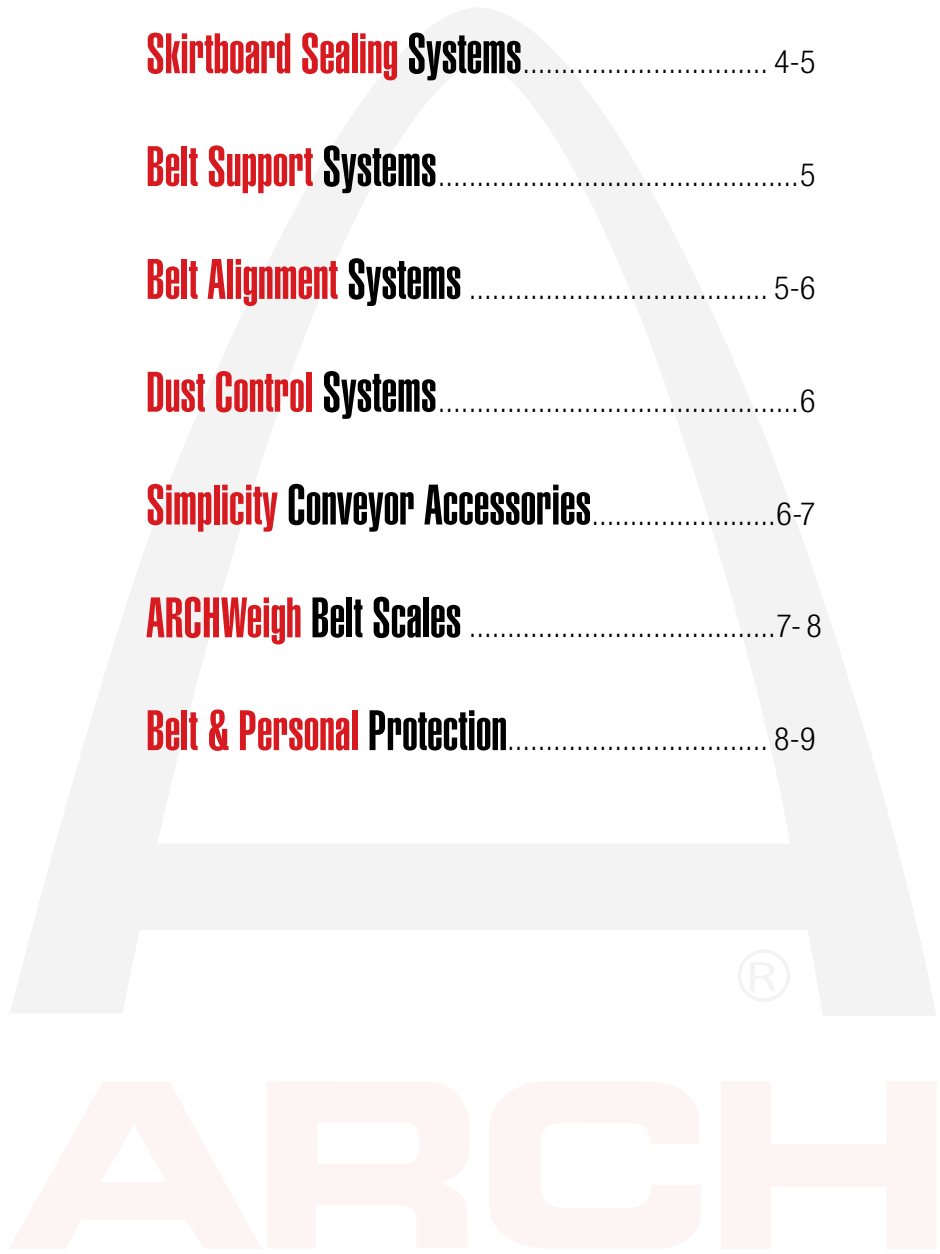 Skirtboard Sealing Systems................................ 4-5
Belt Support Systems...............................................5
Belt Alignment Systems ....................................... 5-6
Dust Control Systems...............................................6
Simplicity Conveyor Accessories........................6-7
ARCHWeigh Belt Scales ........................................7- 8
Belt & Personal Protection.................................. 8-9
®
ARCH